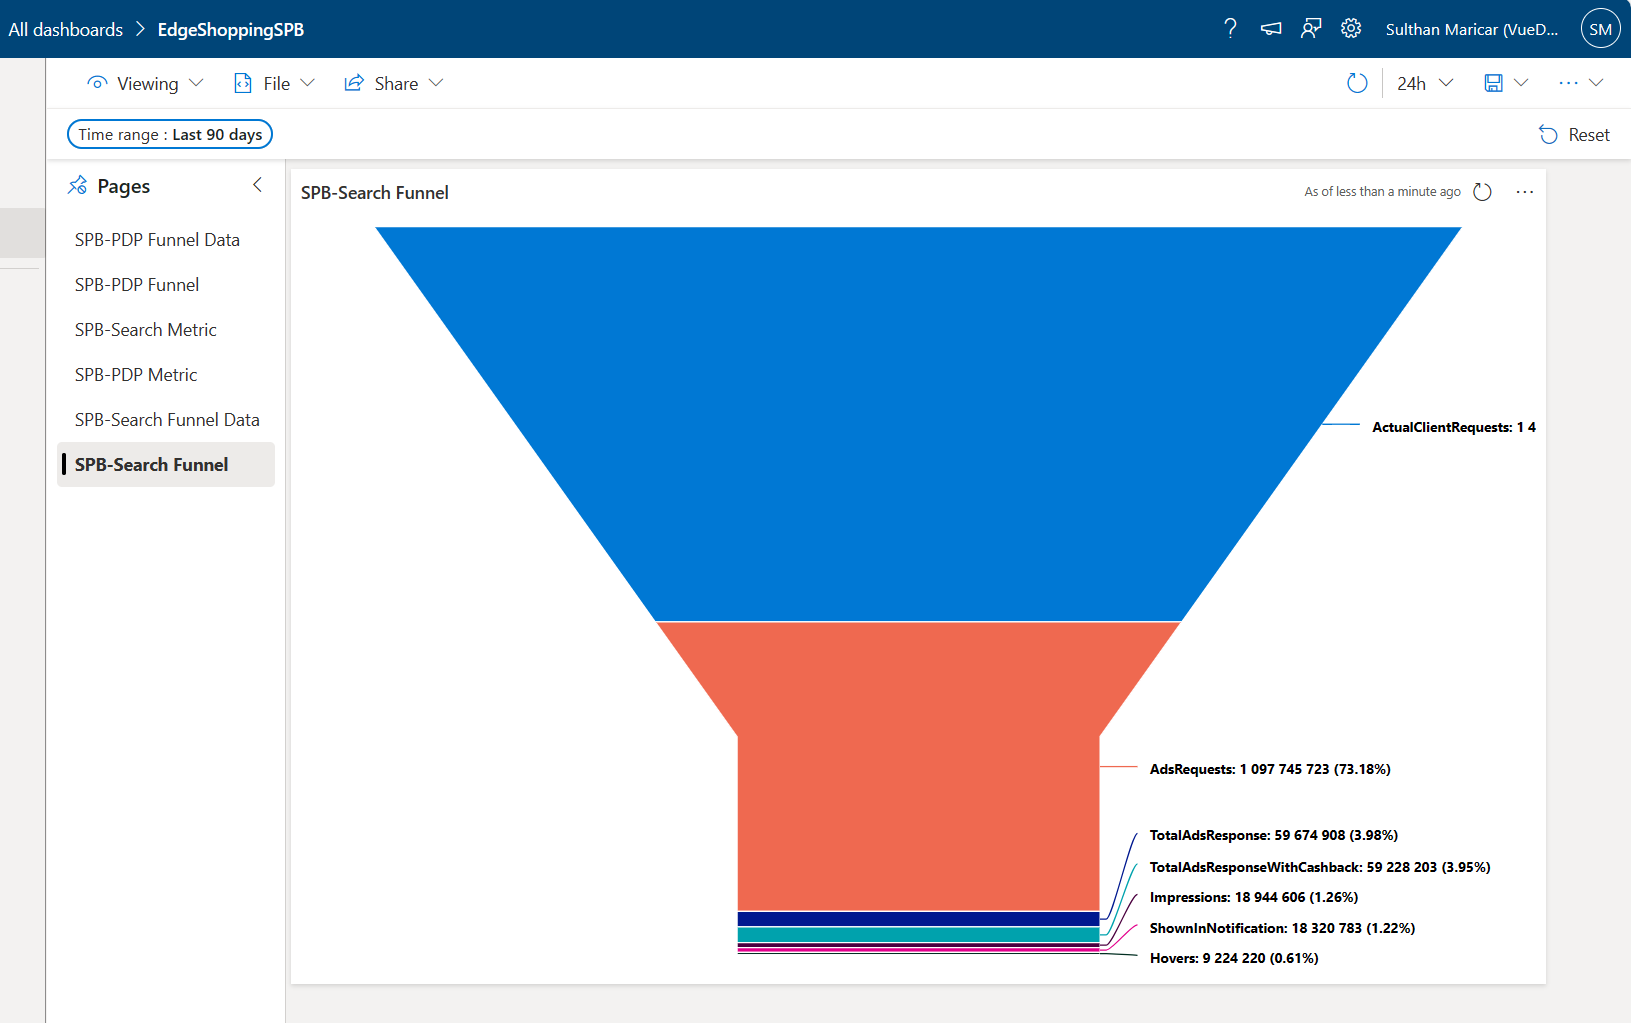 All dashboards > EdgeShoppingSPB
Sulthan Maricar (VueD... SM
Viewing File Share 24h
Time range : Last 90 days Reset
Pages
SPB-PDP Funnel Data
SPB-PDP Funnel
SPB-Search Metric
SPB-PDP Metric
SPB-Search Funnel Data
SPB-Search Funnel
SPB-Search Funnel
As of less than a minute ago
ActualClientRequests: 1 4
AdsRequests: 1 097 745 723 (73.18%)
TotalAdsResponse: 59 674 908 (3.98%)
TotalAdsResponseWithCashback: 59 228 203 (3.95%)
Impressions: 18 944 606 (1.26%)
ShownInNotification: 18 320 783 (1.22%)
Hovers: 9 224 220 (0.61%)